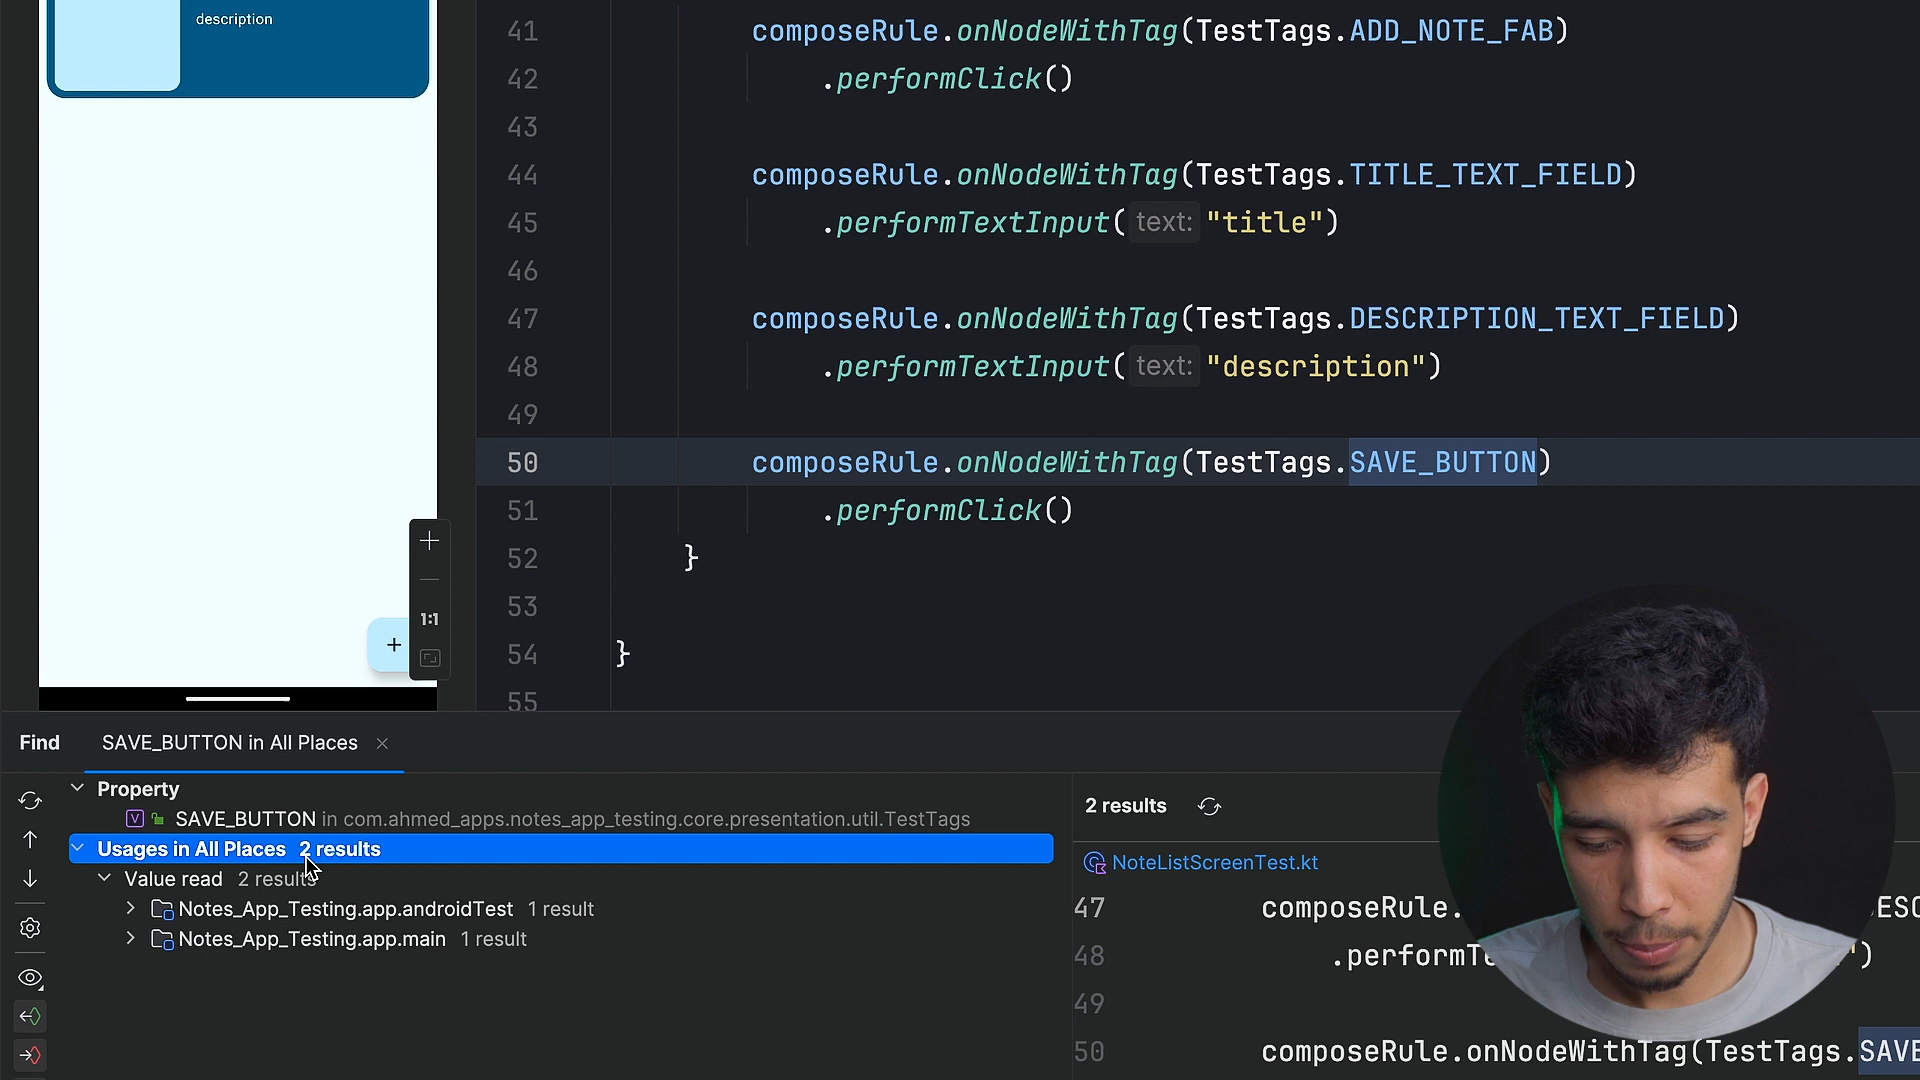 description
41 composeRule.onNodeWithTag(TestTags.ADD_NOTE_FAB)
42 .performClick()
43
44 composeRule.onNodeWithTag(TestTags.TITLE_TEXT_FIELD)
45 .performTextInput( text: "title")
46
47 composeRule.onNodeWithTag(TestTags.DESCRIPTION_TEXT_FIELD)
48 .performTextInput( text: "description")
49
50 composeRule.onNodeWithTag(TestTags.SAVE_BUTTON)
51 .performClick()
52 }
53
54 }
55
1:1
Find SAVE_BUTTON in All Places
Property
SAVE_BUTTON in com.ahmed_apps.notes_app_testing.core.presentation.util.TestTags
Usages in All Places 2 results
Value read 2 results
Notes_App_Testing.app.androidTest 1 result
Notes_App_Testing.app.main 1 result
2 results
NoteListScreenTest.kt
47 composeRule. ESC
48 .performTe ")
49
50 composeRule.onNodeWithTag(TestTags.SAVE